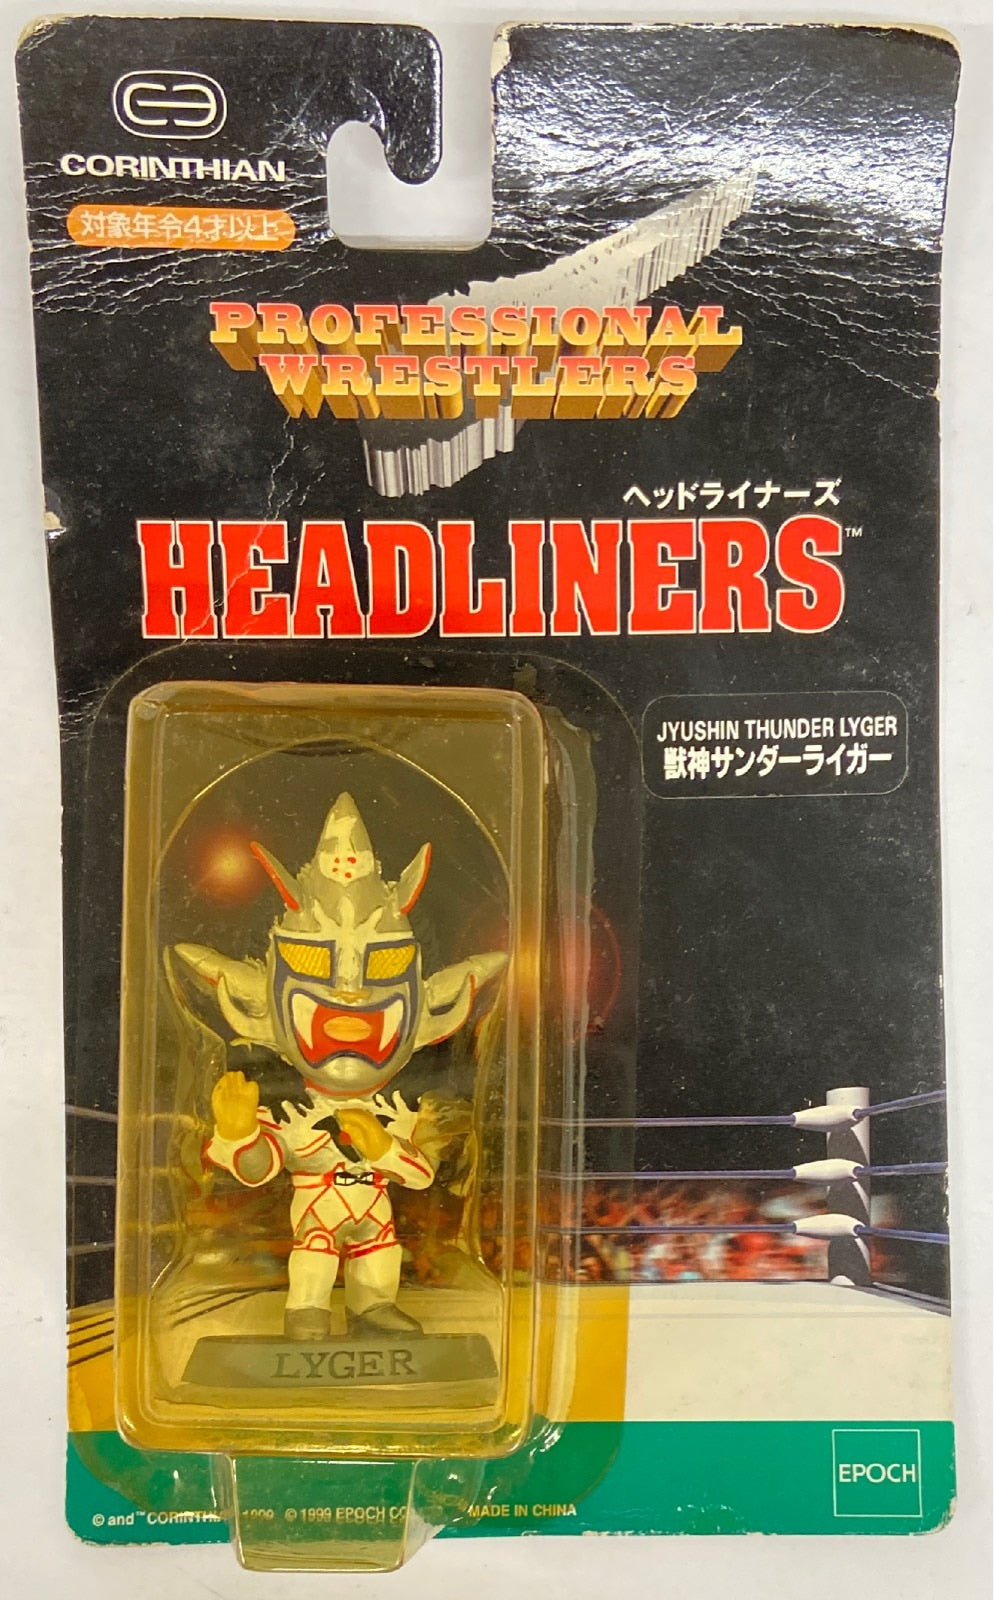 CORINTHIAN
対象年令4才以上
PROFESSIONAL
WRESTLERS
ヘッドライナーズ
HEADLINERS™
JYUSHIN THUNDER LYGER
獣神サンダーライガー
LYGER
EPOCH
© and ™ CORINTHIAN 1999 © 1999 EPOCH CO MADE IN CHINA